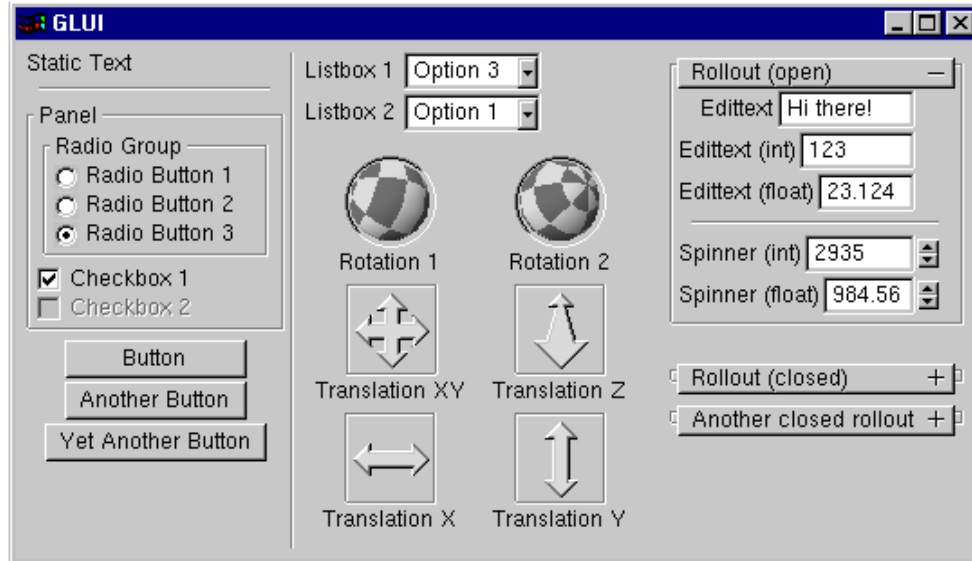 GLUI
Static Text
Panel
Radio Group
Radio Button 1
Radio Button 2
Radio Button 3
Checkbox 1
Checkbox 2
Button
Another Button
Yet Another Button
Listbox 1 Option 3
Listbox 2 Option 1
Rotation 1 Rotation 2
Translation XY Translation Z
Translation X Translation Y
Rollout (open)
Edittext Hi there!
Edittext (int) 123
Edittext (float) 23.124
Spinner (int) 2935
Spinner (float) 984.56
Rollout (closed)
Another closed rollout